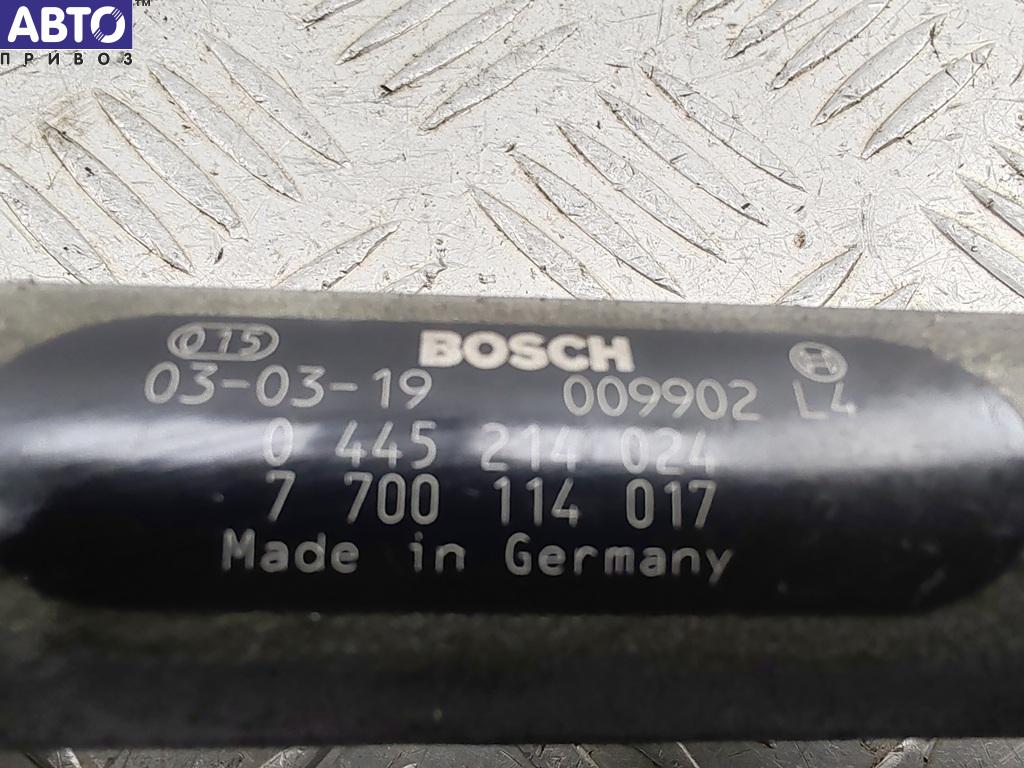 АВТО™
ПРИВОЗ
015 BOSCH
03-03-19 009902 L4
0 445 214 024
7 700 114 017
Made in Germany